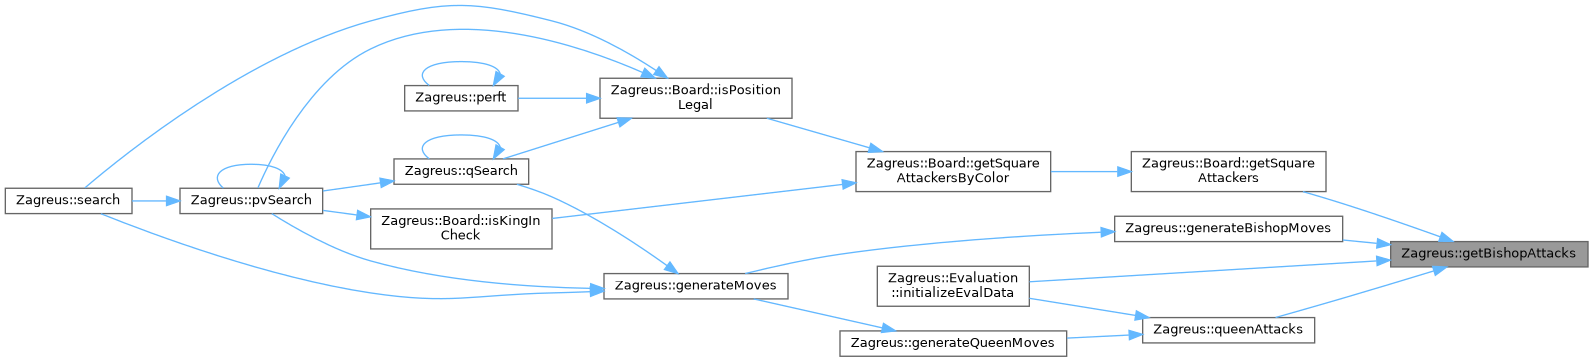 Zagreus::Board::isPosition
Legal
Zagreus::perft
Zagreus::qSearch
Zagreus::Board::getSquare
AttackersByColor
Zagreus::Board::getSquare
Attackers
Zagreus::search
Zagreus::pvSearch
Zagreus::Board::isKingIn
Check
Zagreus::generateBishopMoves
Zagreus::getBishopAttacks
Zagreus::Evaluation
::initializeEvalData
Zagreus::generateMoves
Zagreus::queenAttacks
Zagreus::generateQueenMoves